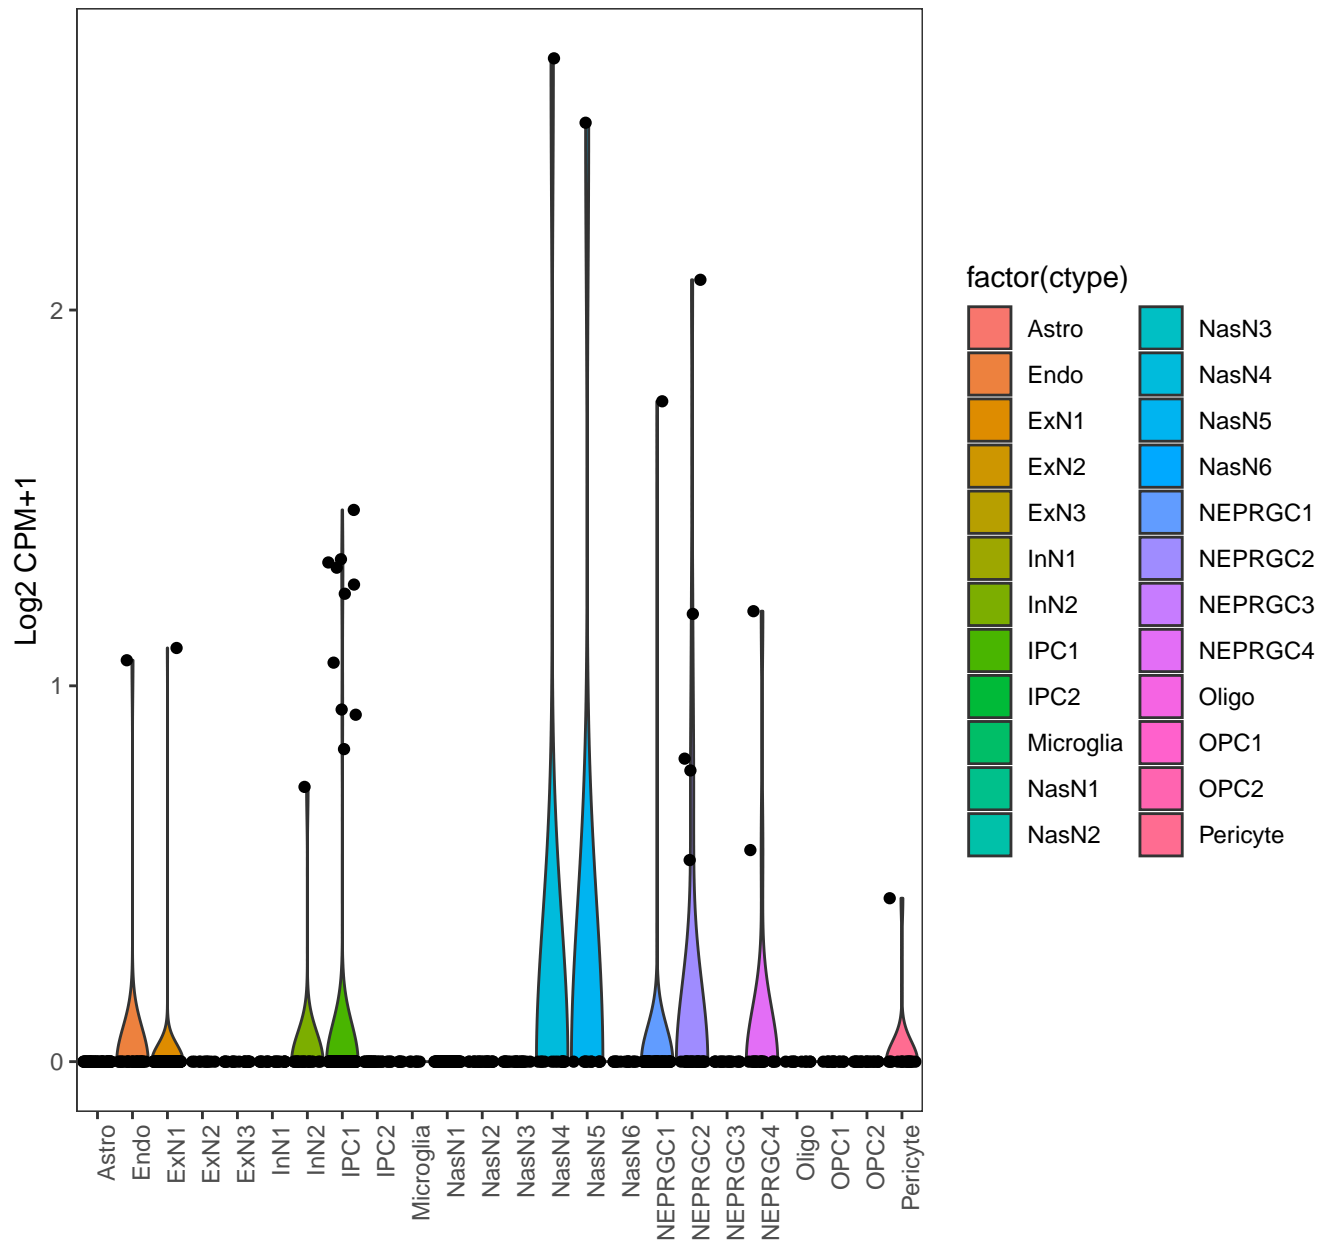 Log2 CPM+1
2
1
0
Astro
Endo
ExN1
ExN2
ExN3
InN1
InN2
IPC1
IPC2
Microglia
NasN1
NasN2
NasN3
NasN4
NasN5
NasN6
NEPRGC1
NEPRGC2
NEPRGC3
NEPRGC4
Oligo
OPC1
OPC2
Pericyte
factor(ctype)
Astro
Endo
ExN1
ExN2
ExN3
InN1
InN2
IPC1
IPC2
Microglia
NasN1
NasN2
NasN3
NasN4
NasN5
NasN6
NEPRGC1
NEPRGC2
NEPRGC3
NEPRGC4
Oligo
OPC1
OPC2
Pericyte